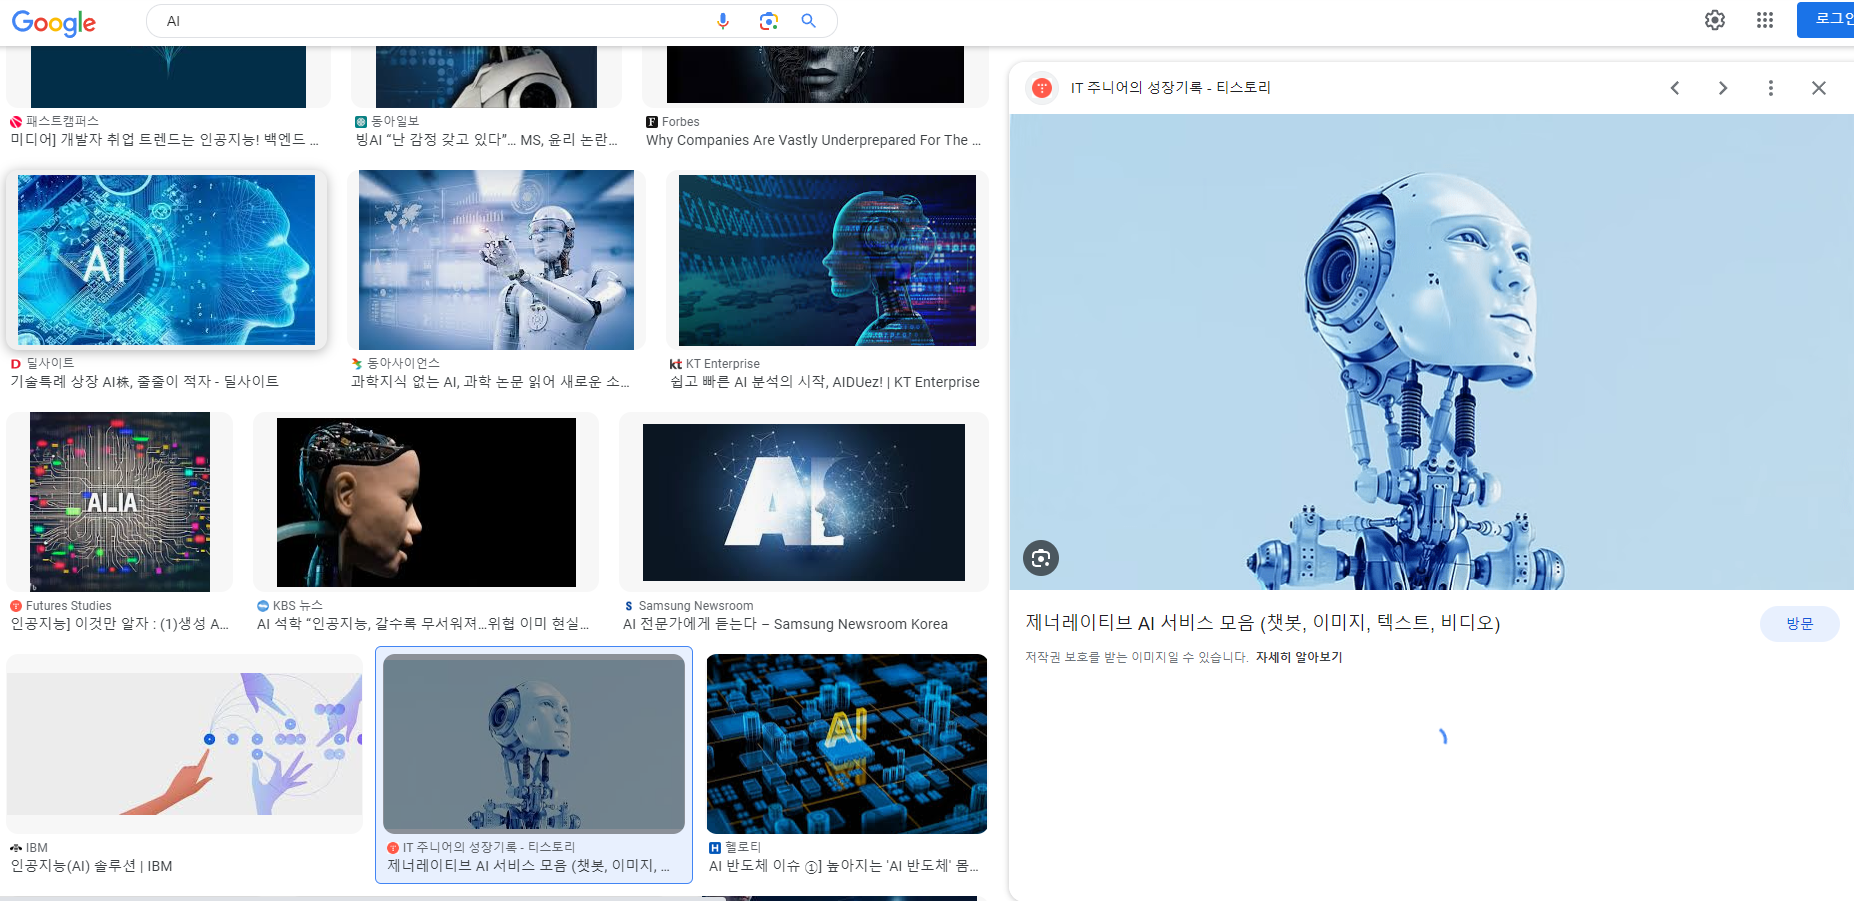 Google
AI
로그인
패스트캠퍼스
미디어] 개발자 취업 트렌드는 인공지능! 백엔드 ...
동아일보
빙AI “난 감정 갖고 있다”… MS, 윤리 논란...
Forbes
Why Companies Are Vastly Underprepared For The ...
AI
딜사이트
기술특례 상장 AI株, 줄줄이 적자 - 딜사이트
동아사이언스
과학지식 없는 AI, 과학 논문 읽어 새로운 소...
kt KT Enterprise
쉽고 빠른 AI 분석의 시작, AIDUez! | KT Enterprise
AI_IA
Futures Studies
인공지능] 이것만 알자 : (1)생성 A...
KBS 뉴스
AI 석학 “인공지능, 갈수록 무서워져…위협 이미 현실...
AI
Samsung Newsroom
AI 전문가에게 듣는다 – Samsung Newsroom Korea
IBM
인공지능(AI) 솔루션 | IBM
IT 주니어의 성장기록 - 티스토리
제너레이티브 AI 서비스 모음 (챗봇, 이미지, ...
AI
헬로티
AI 반도체 이슈 ①] 높아지는 'AI 반도체' 몸...
IT 주니어의 성장기록 - 티스토리
제너레이티브 AI 서비스 모음 (챗봇, 이미지, 텍스트, 비디오)
방문
저작권 보호를 받는 이미지일 수 있습니다. 자세히 알아보기